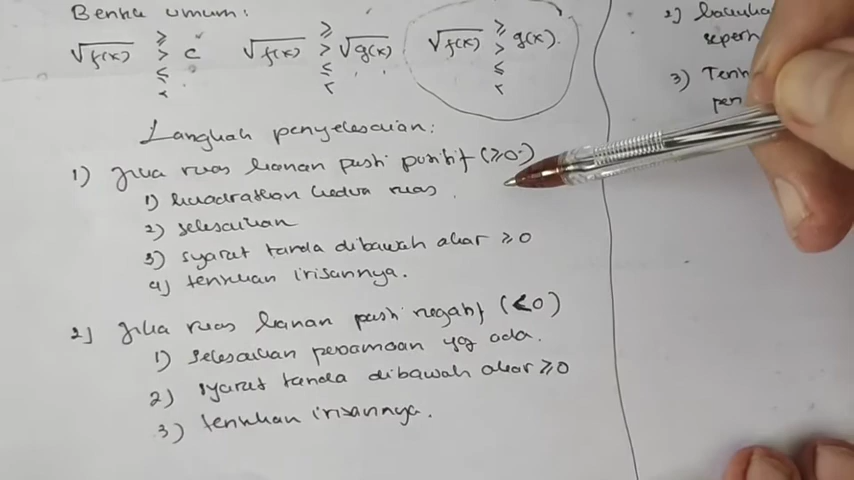 Bentuk umum:
√f(x) ≥ > ≤ < c √f(x) ≥ > ≤ < √g(x) √f(x) ≥ > ≤ < g(x).
Langkah penyelesaian:
1) Jika ruas kanan pasti positif (≥0)
1) kuadratkan kedua ruas.
2) selesaikan
3) syarat tanda dibawah akar ≥ 0
4) tentukan irisannya.
2) Jika ruas kanan pasti negatif (<0)
1) selesaikan persamaan yg ada.
2) syarat tanda dibawah akar ≥ 0
3) tentukan irisannya.
2)
3)